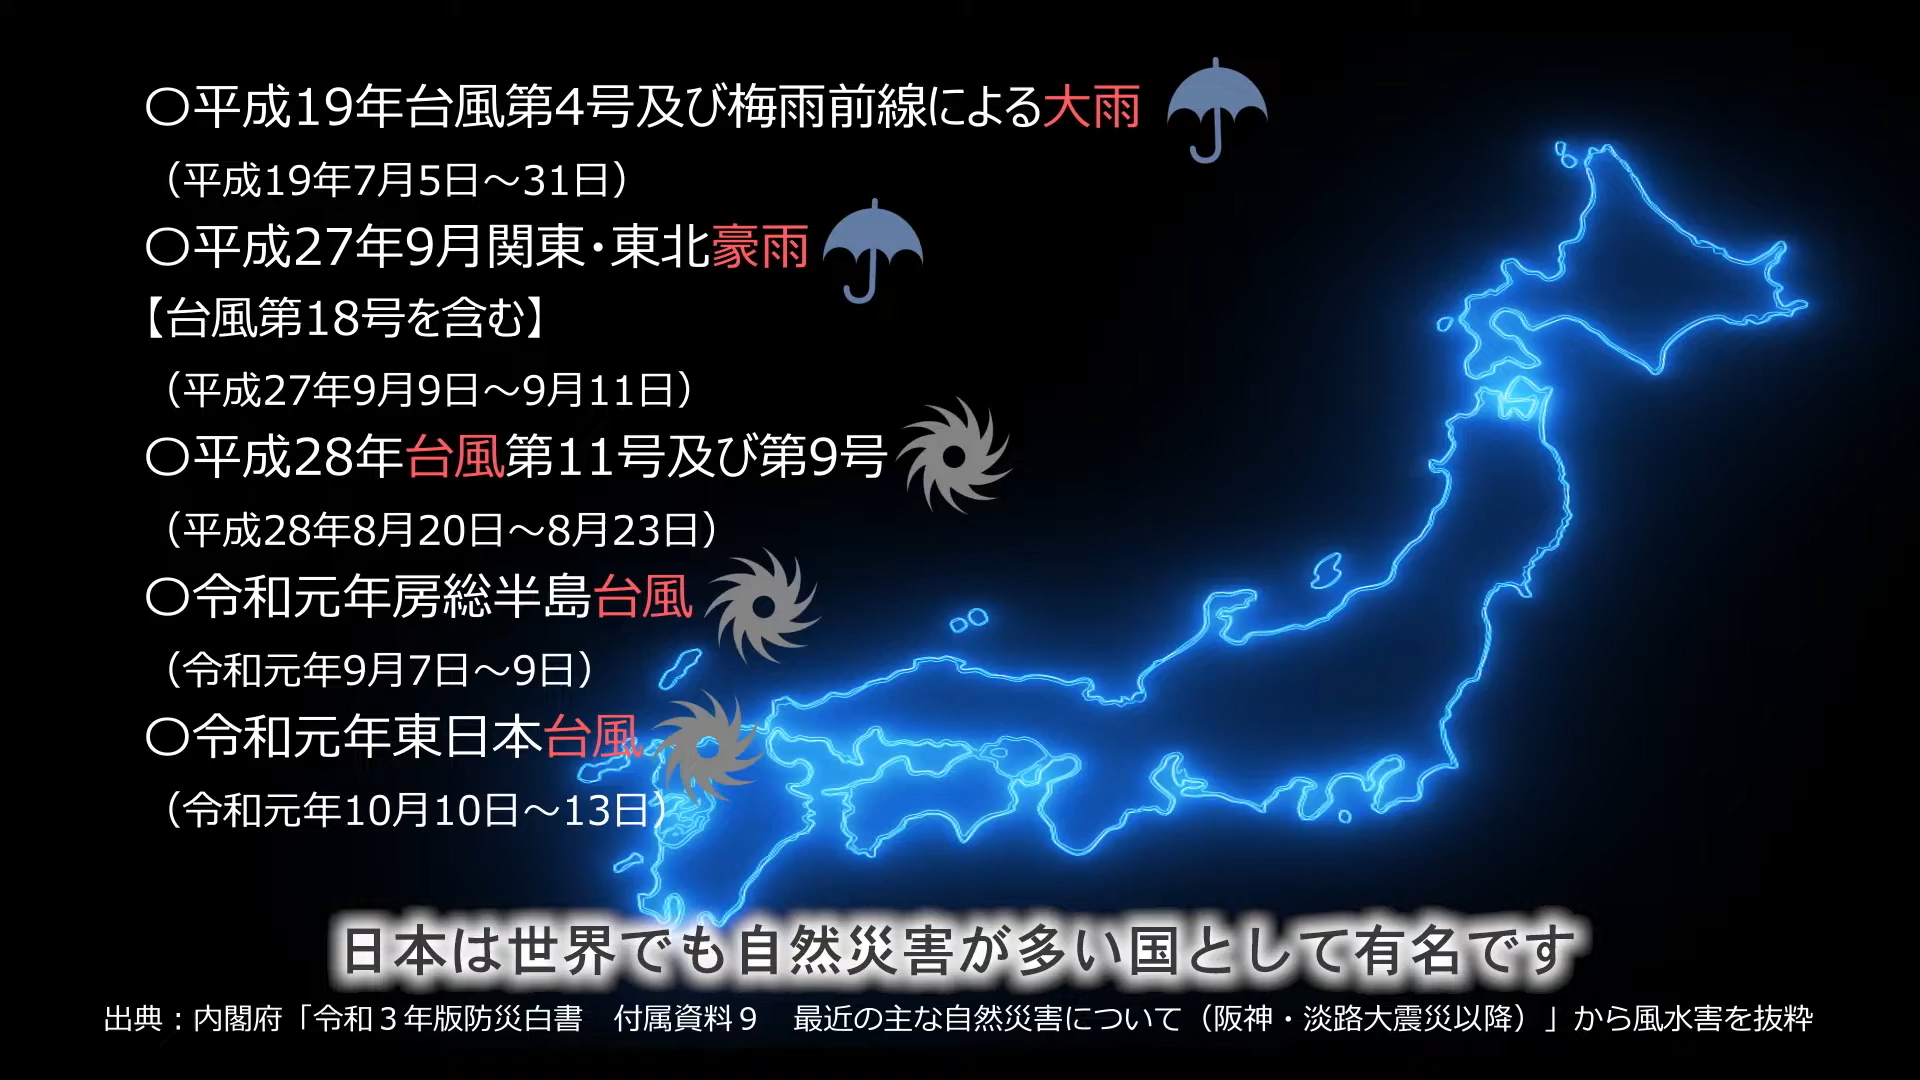 〇平成19年台風第4号及び梅雨前線による大雨
（平成19年7月5日～31日）
〇平成27年9月関東・東北豪雨
【台風第18号を含む】
（平成27年9月9日～9月11日）
〇平成28年台風第11号及び第9号
（平成28年8月20日～8月23日）
〇令和元年房総半島台風
（令和元年9月7日～9日）
〇令和元年東日本台風
（令和元年10月10日～13日）
日本は世界でも自然災害が多い国として有名です
出典：内閣府「令和３年版防災白書　付属資料９　最近の主な自然災害について（阪神・淡路大震災以降）」から風水害を抜粋